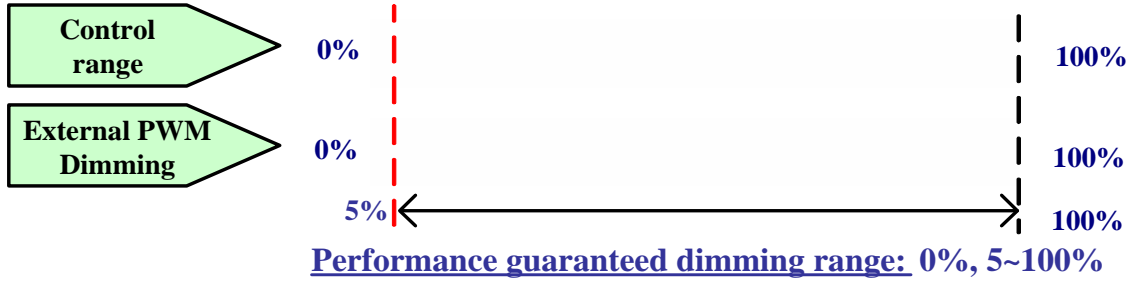 Control
range
0%
100%
External PWM
Dimming
0%
100%
5%
100%
Performance guaranteed dimming range: 0%, 5~100%